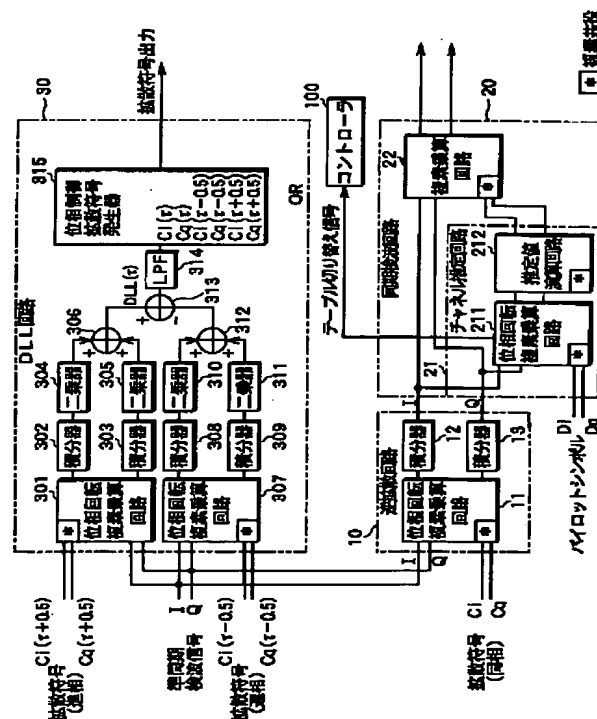 DLL回路
30
301
位相回転
複素乗算
回路
*
302
積分器
303
積分器
304
二乗器
305
二乗器
306
307
位相回転
複素乗算
回路
*
308
積分器
309
積分器
310
二乗器
311
二乗器
312
313
DLL(τ)
+
-
314
LPF
315
位相制御
拡散符号
発生器
Ci(τ)
Cq(τ)
Ci(τ-0.5)
Cq(τ-0.5)
Ci(τ+0.5)
Cq(τ+0.5)
拡散符号出力
OR
拡散符号
(進相)
Ci(τ+0.5)
Cq(τ+0.5)
準同期
検波信号
I
Q
拡散符号
(遅相)
Ci(τ-0.5)
Cq(τ-0.5)
100
コントローラ
テーブル切り替え信号
逆拡散回路
10
11
位相回転
複素乗算
回路
*
I
Q
拡散符号
(同相)
Ci
Cq
12
積分器
13
積分器
I
Q
同期検波回路
20
チャネル推定回路
21
211
位相回転
複素乗算
回路
*
212
推定値
演算回路
*
22
複素乗算
回路
*
パイロットシンボル
Di
Dq
* 複素共役